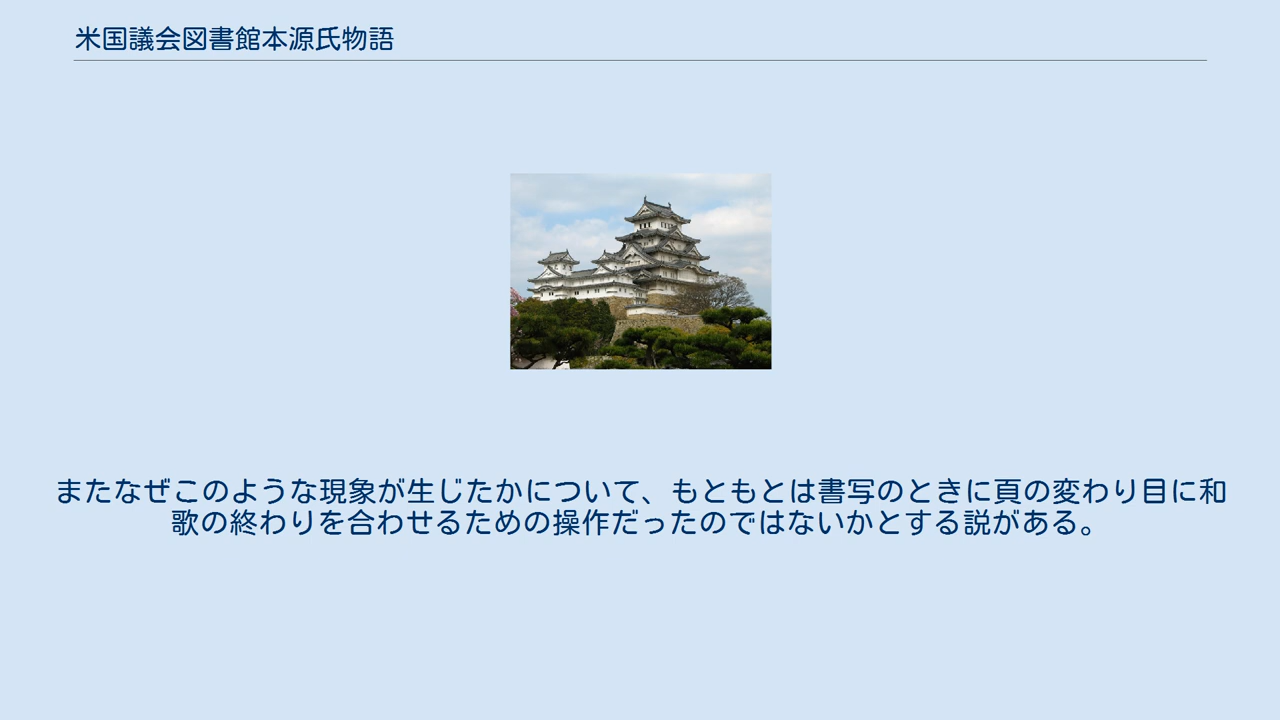 米国議会図書館本源氏物語
またなぜこのような現象が生じたかについて、もともとは書写のときに頁の変わり目に和
歌の終わりを合わせるための操作だったのではないかとする説がある。